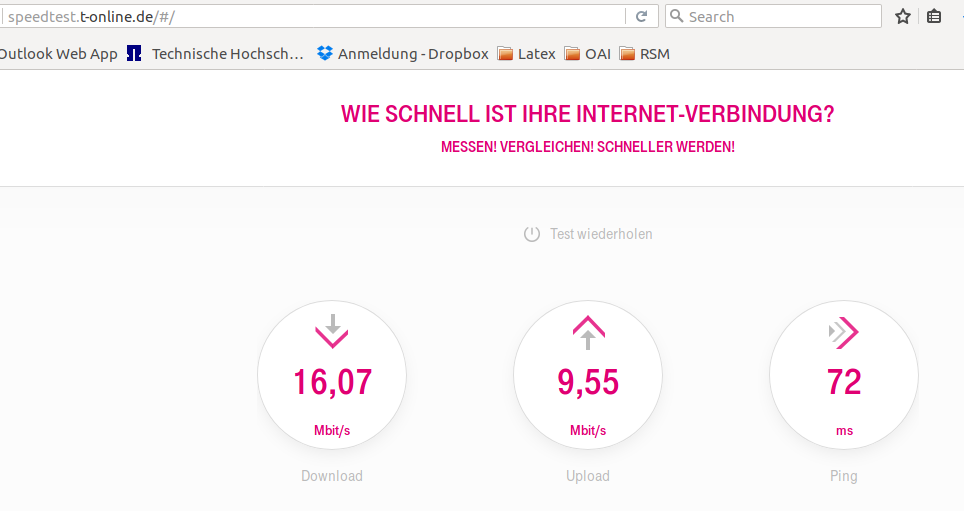 speedtest.t-online.de/#/
Search
Outlook Web App Technische Hochsch... Anmeldung - Dropbox Latex OAI RSM
WIE SCHNELL IST IHRE INTERNET-VERBINDUNG?
MESSEN! VERGLEICHEN! SCHNELLER WERDEN!
Test wiederholen
16,07 9,55 72
Mbit/s Mbit/s ms
Download Upload Ping